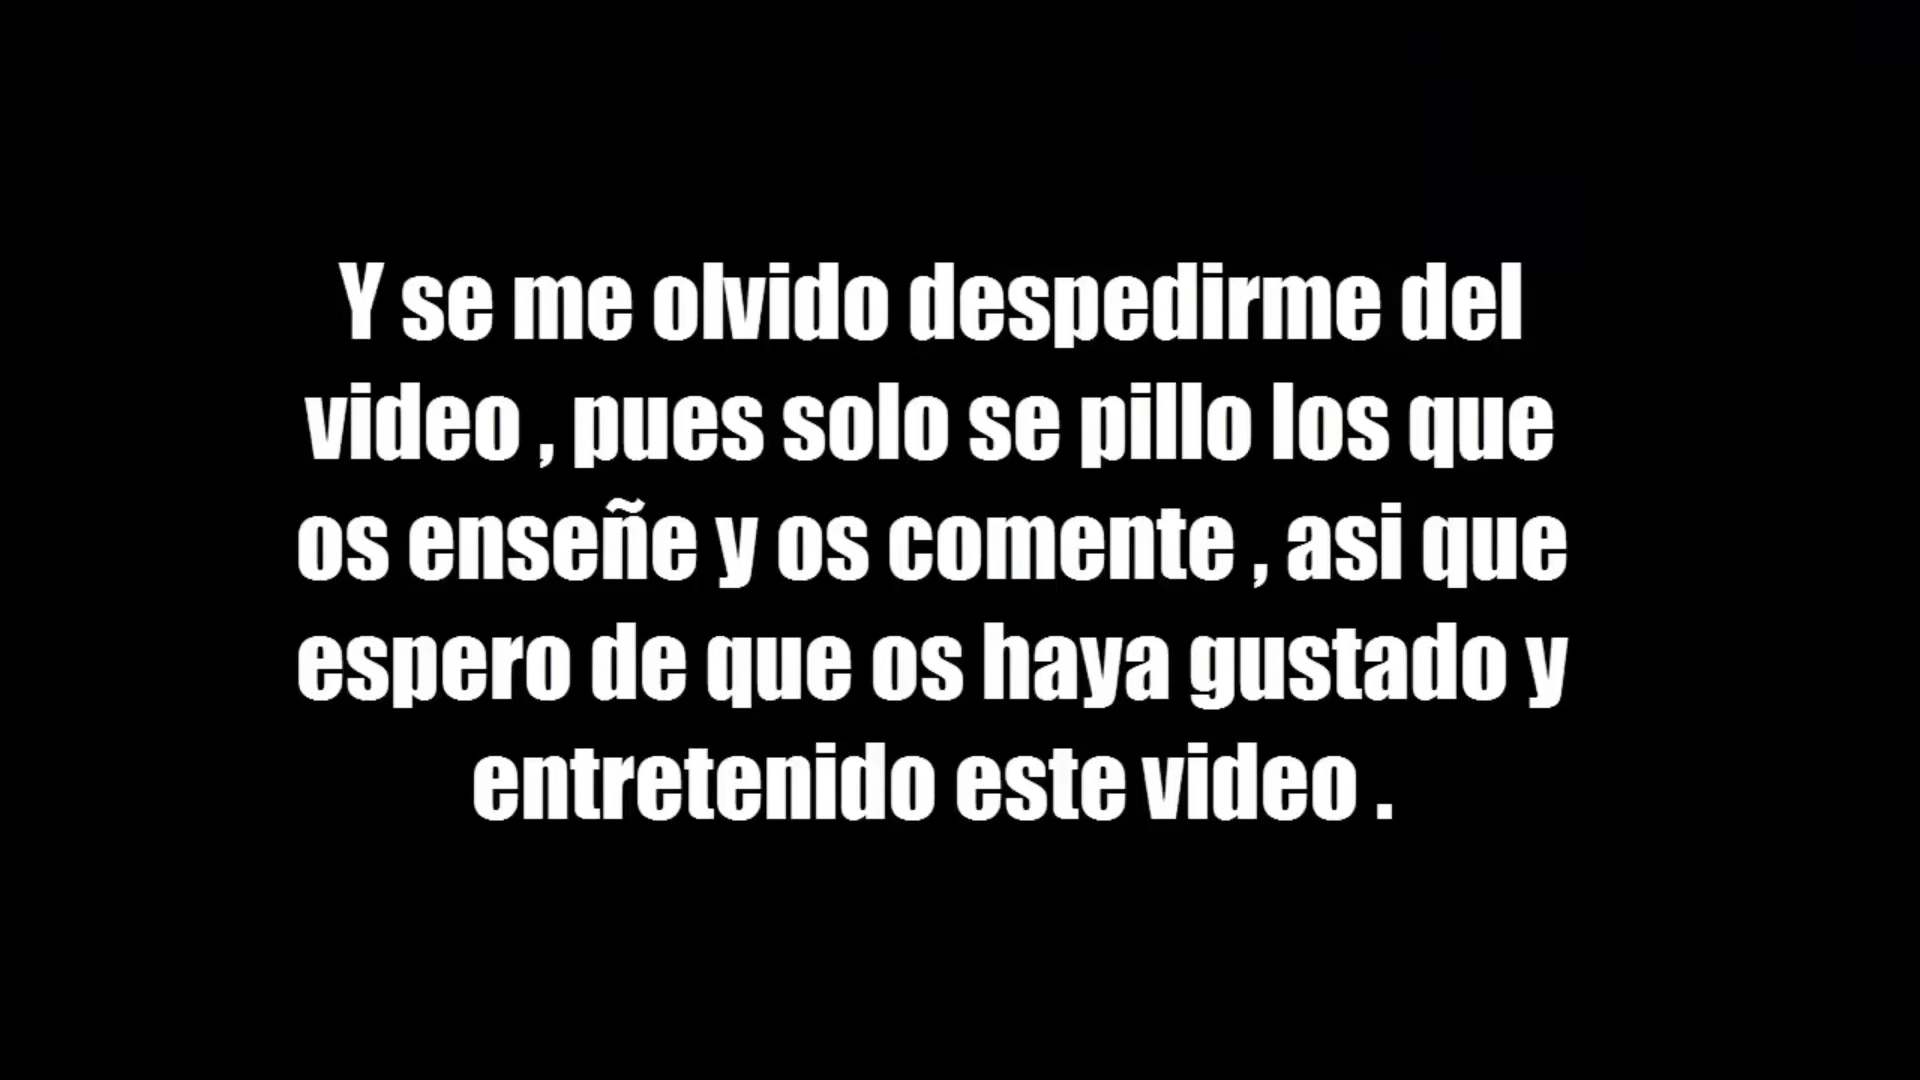 Y se me olvido despedirme del
video , pues solo se pillo los que
os enseñe y os comente , asi que
espero de que os haya gustado y
entretenido este video .